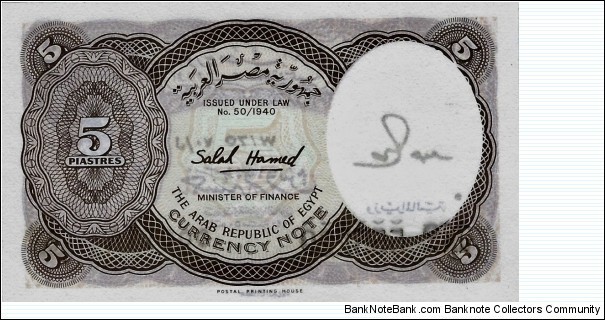 5 5
جمهورية مصر العربية
ISSUED UNDER LAW
No. 50/1940
5
PIASTRES
Salah Hamed
MINISTER OF FINANCE
THE ARAB REPUBLIC OF EGYPT
CURRENCY NOTE
5 5
POSTAL PRINTING HOUSE
BankNoteBank.com - Banknote Collectors Community